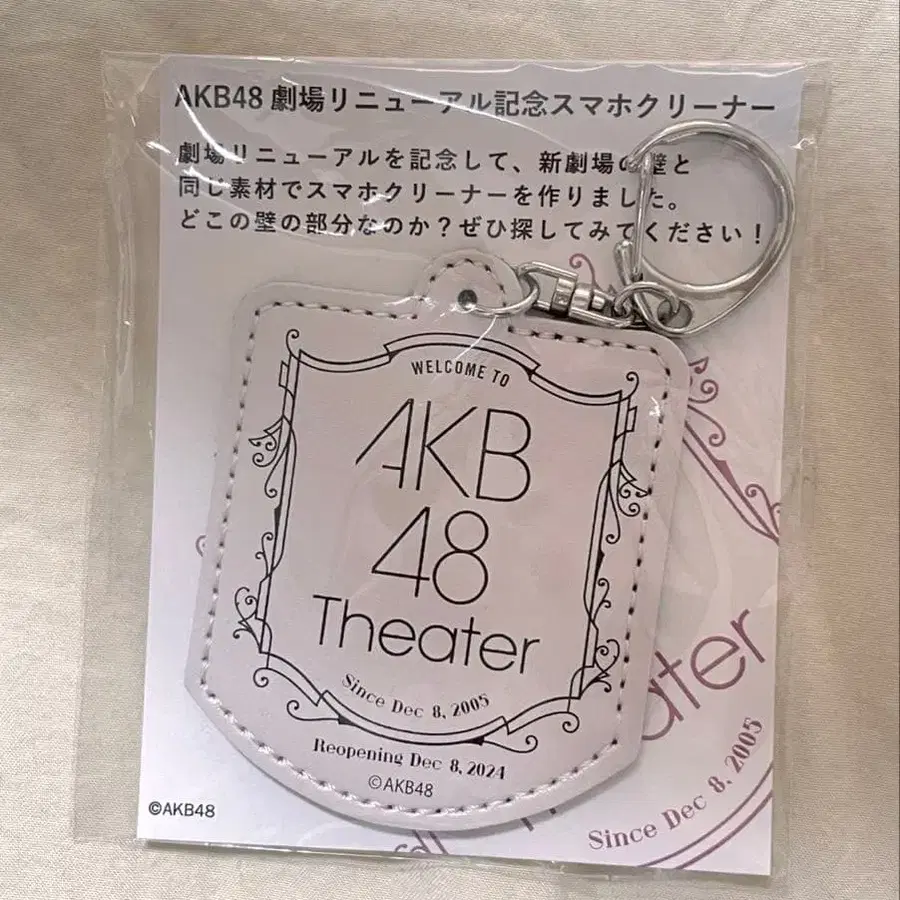 AKB48 劇場リニューアル記念スマホクリーナー
劇場リニューアルを記念して、新劇場の壁と
同じ素材でスマホクリーナーを作りました。
どこの壁の部分なのか？ぜひ探してみてください！
WELCOME TO
AKB
48
Theater
Since Dec 8, 2005
Reopening Dec 8, 2024
©AKB48
ater
Since Dec 8, 2005
©AKB48